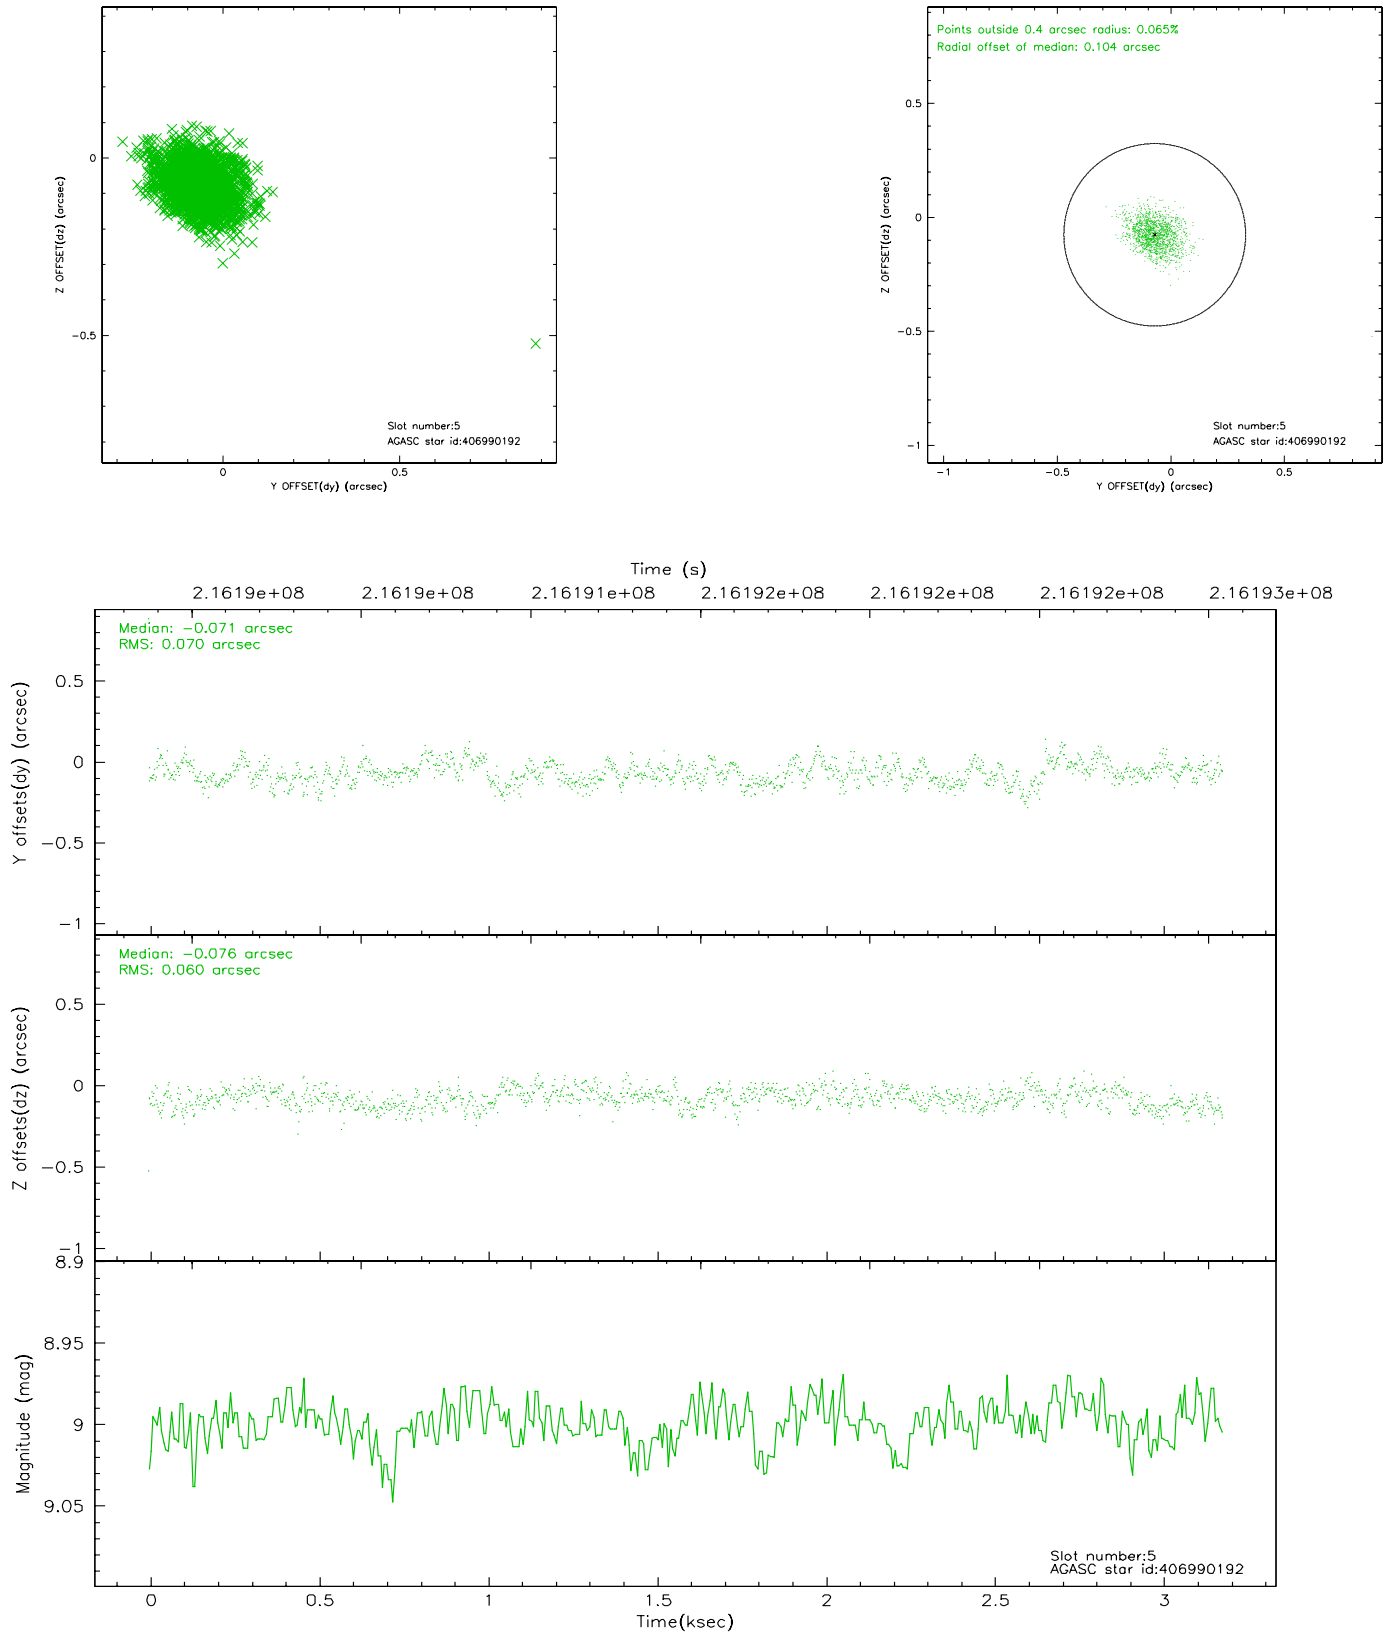 0
-0.5
Z OFFSET(dz) (arcsec)
Slot number:5
AGASC star id:406990192
0
0.5
Y OFFSET(dy) (arcsec)
Points outside 0.4 arcsec radius: 0.065%
Radial offset of median: 0.104 arcsec
0.5
0
-0.5
-1
Z OFFSET(dz) (arcsec)
Slot number:5
AGASC star id:406990192
-1
-0.5
0
0.5
Y OFFSET(dy) (arcsec)
Time (s)
2.1619e+08 2.1619e+08 2.16191e+08 2.16192e+08 2.16192e+08 2.16192e+08 2.16193e+08
Median: -0.071 arcsec
RMS: 0.070 arcsec
0.5
0
-0.5
-1
Y offsets(dy) (arcsec)
Median: -0.076 arcsec
RMS: 0.060 arcsec
0.5
0
-0.5
-1
Z offsets(dz) (arcsec)
8.9
8.95
9
9.05
Magnitude (mag)
Slot number:5
AGASC star id:406990192
0 0.5 1 1.5 2 2.5 3
Time(ksec)